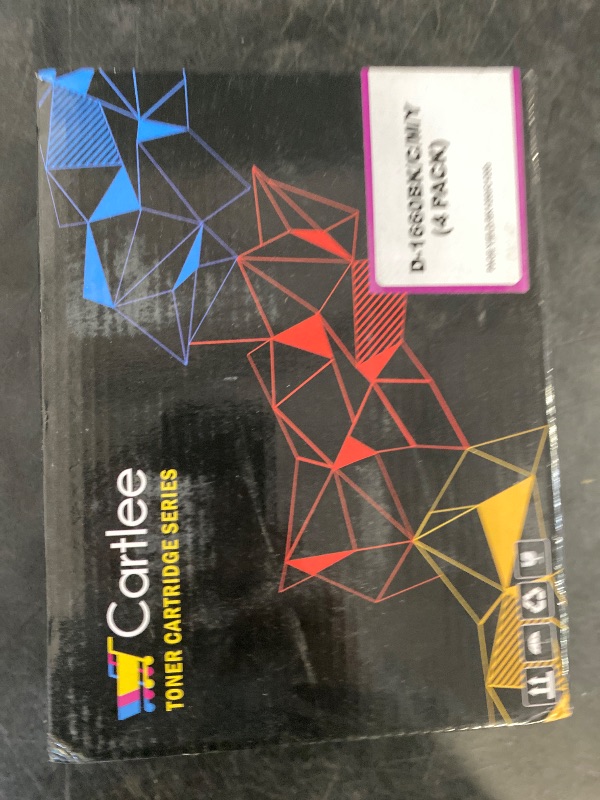 Cartlee
TONER CARTRIDGE SERIES
D-1660BK/C/M/Y
(4 PACK)